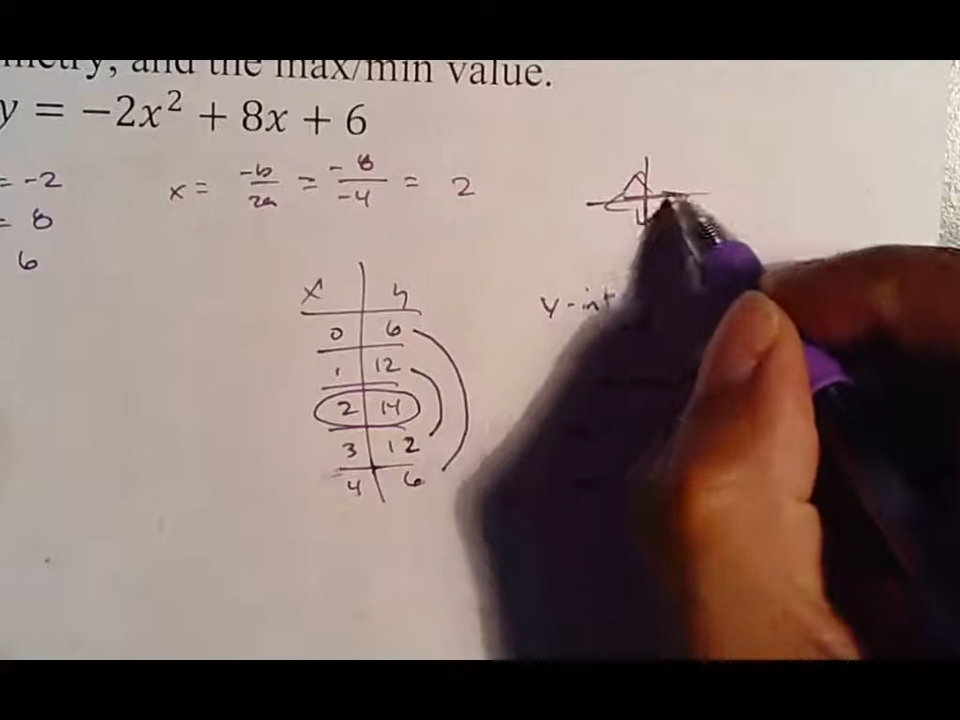 metry, and the max/min value.
y = −2x² + 8x + 6
= -2
= 8
6
x = -b/2a = -8/-4 = 2
x y
0 6
1 12
2 14
3 12
4 6
y-int